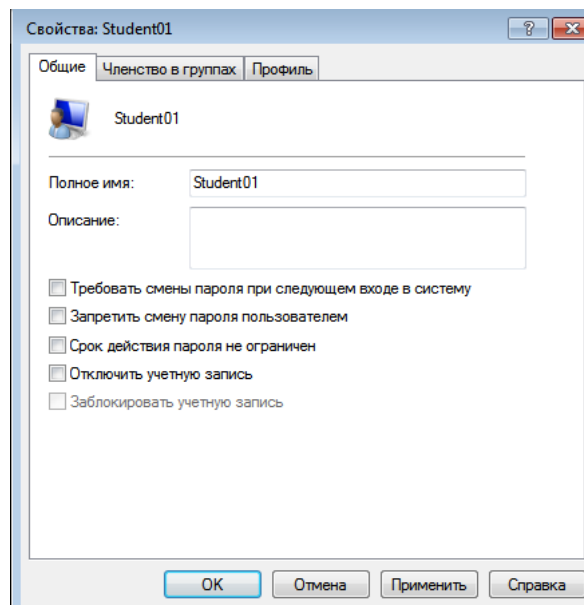 Свойства: Student01
Общие Членство в группах Профиль
Student01
Полное имя: Student01
Описание:
Требовать смены пароля при следующем входе в систему
Запретить смену пароля пользователем
Срок действия пароля не ограничен
Отключить учетную запись
Заблокировать учетную запись
OK Отмена Применить Справка